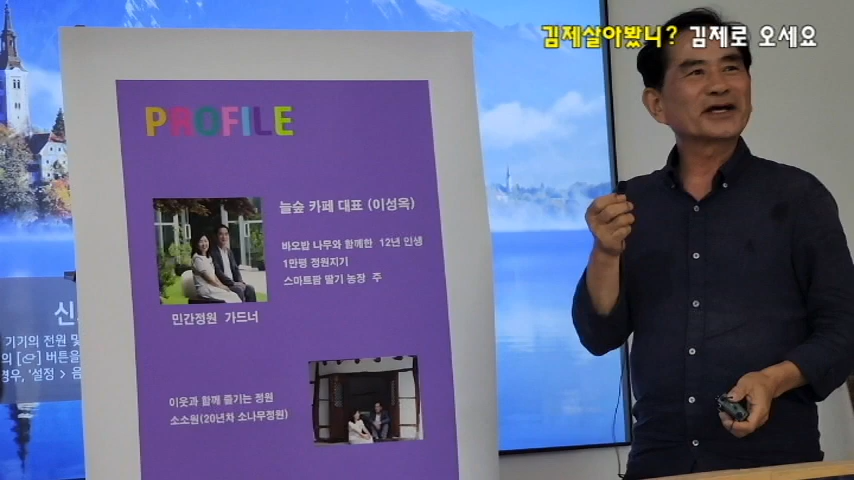 김제살아봤니? 김제로 오세요
PROFILE
늘숲 카페 대표 (이성옥)
바오밥 나무와 함께한 12년 인생
1만평 정원지기
스마트팜 딸기 농장 주
민간정원 가드너
이웃과 함께 즐기는 정원
소소원(20년차 소나무정원)
신
기기의 전원 및
의 [ ] 버튼을
경우, '설정 > 음